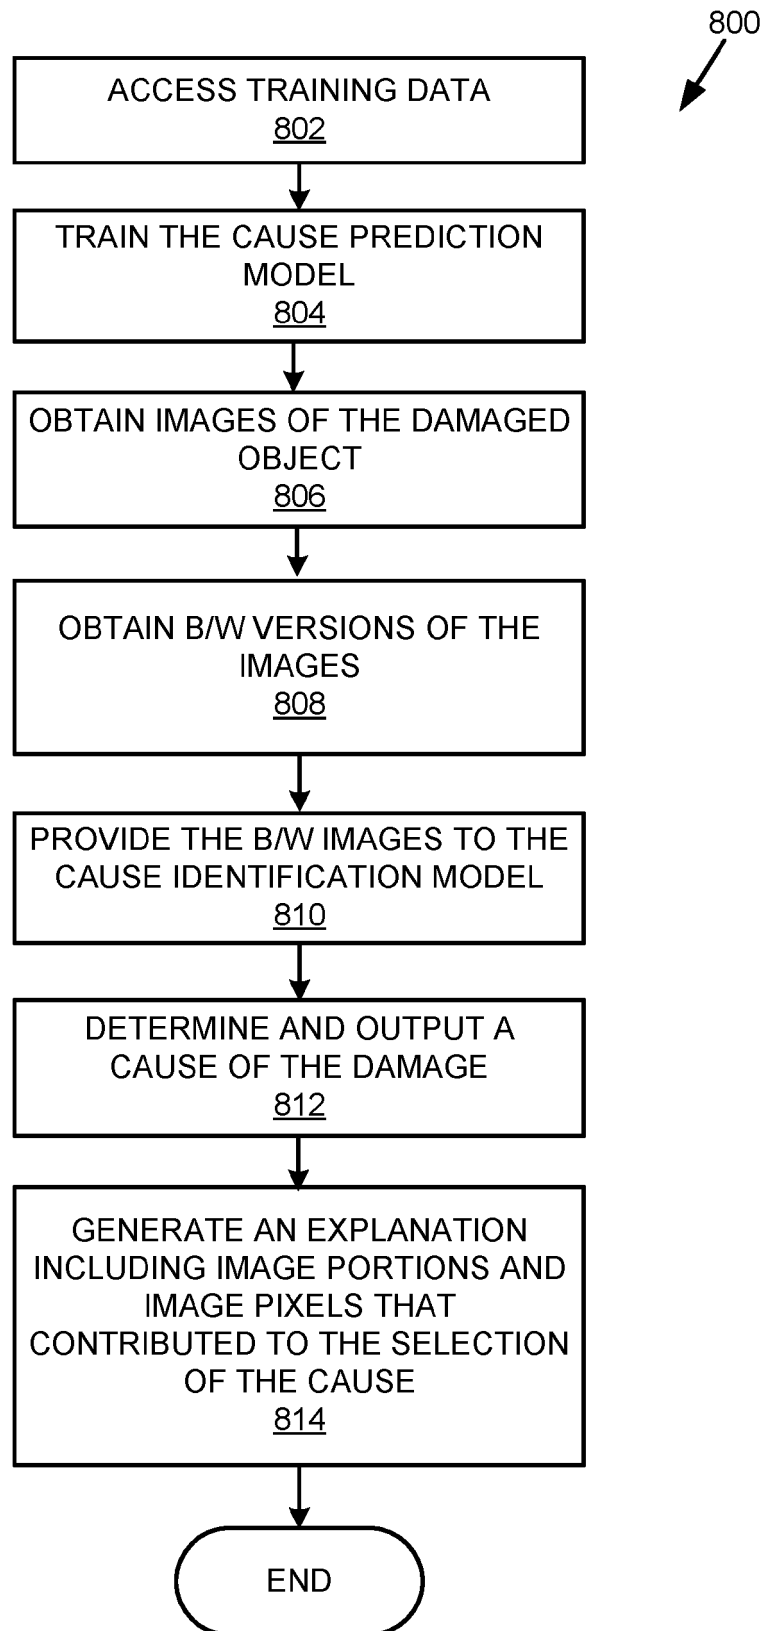 800
ACCESS TRAINING DATA
802
TRAIN THE CAUSE PREDICTION
MODEL
804
OBTAIN IMAGES OF THE DAMAGED
OBJECT
806
OBTAIN B/W VERSIONS OF THE
IMAGES
808
PROVIDE THE B/W IMAGES TO THE
CAUSE IDENTIFICATION MODEL
810
DETERMINE AND OUTPUT A
CAUSE OF THE DAMAGE
812
GENERATE AN EXPLANATION
INCLUDING IMAGE PORTIONS AND
IMAGE PIXELS THAT
CONTRIBUTED TO THE SELECTION
OF THE CAUSE
814
END